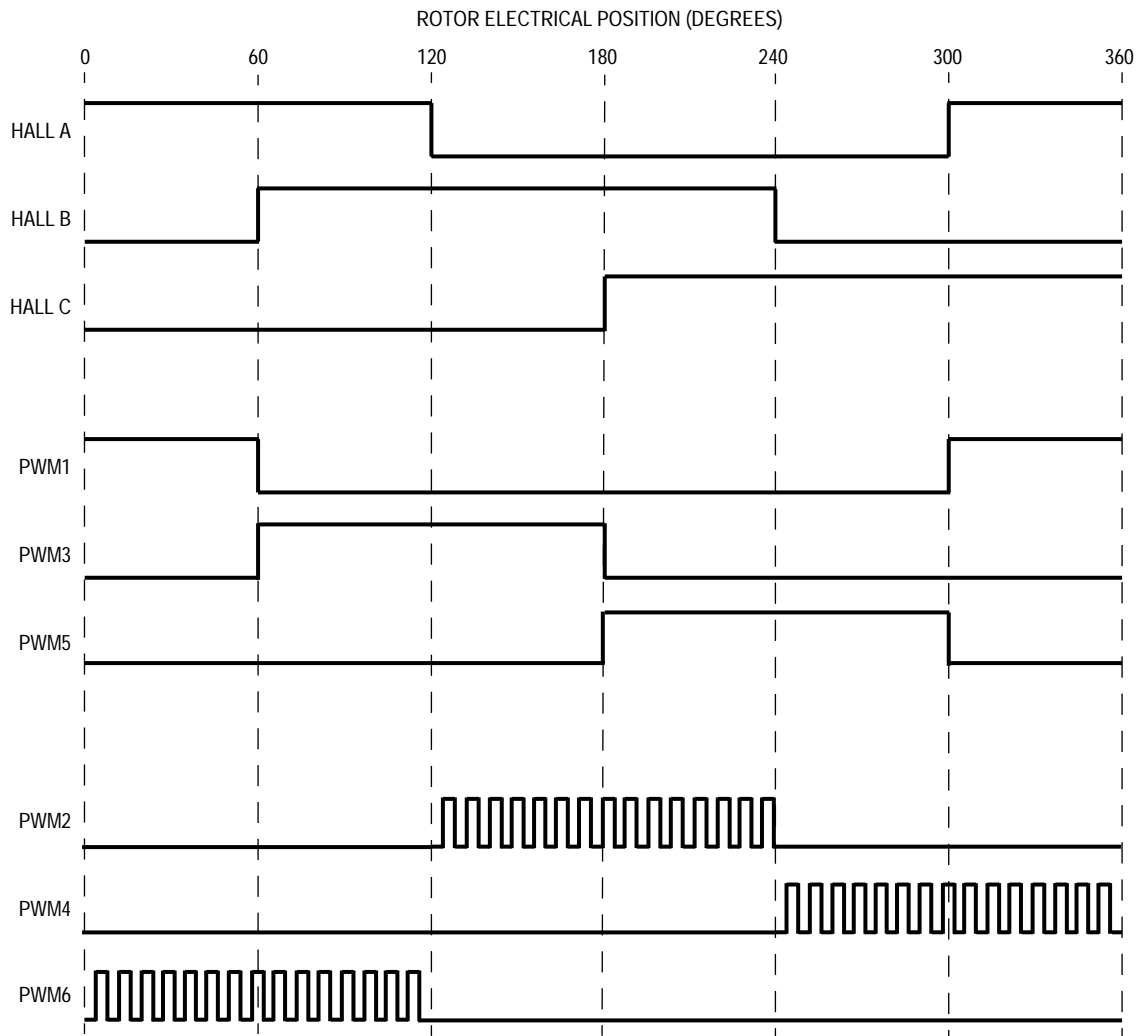 ROTOR ELECTRICAL POSITION (DEGREES)
0 60 120 180 240 300 360
HALL A
HALL B
HALL C
PWM1
PWM3
PWM5
PWM2
PWM4
PWM6